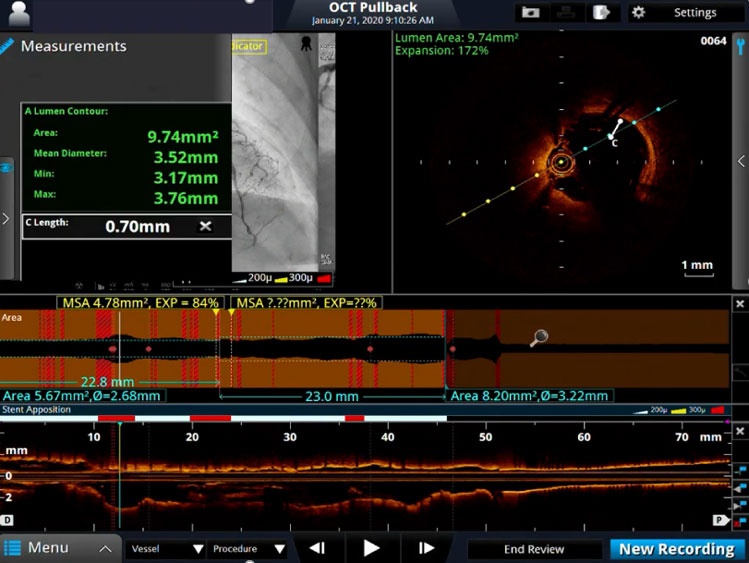 OCT Pullback
January 21, 2020 9:10:26 AM
Settings
Measurements
dicator
Lumen Area: 9.74mm²
Expansion: 172%
0064
A Lumen Contour:
Area: 9.74mm²
Mean Diameter: 3.52mm
Min: 3.17mm
Max: 3.76mm
C Length: 0.70mm
C
200µ 300µ
1 mm
MSA 4.78mm², EXP = 84% MSA ?.??mm², EXP=??%
Area
22.8 mm
Area 5.67mm²,Ø=2.68mm 23.0 mm Area 8.20mm²,Ø=3.22mm
Stent Apposition 200µ 300µ
10 20 30 40 50 60 70 mm
mm
0
2
D P
Menu Vessel Procedure End Review New Recording